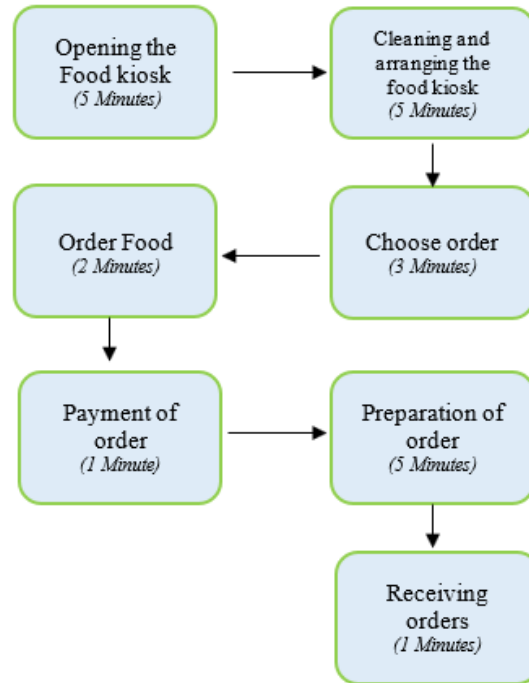 Opening the
Food kiosk
(5 Minutes)
Cleaning and
arranging the
food kiosk
(5 Minutes)
Choose order
(3 Minutes)
Order Food
(2 Minutes)
Payment of
order
(1 Minute)
Preparation of
order
(5 Minutes)
Receiving
orders
(1 Minutes)